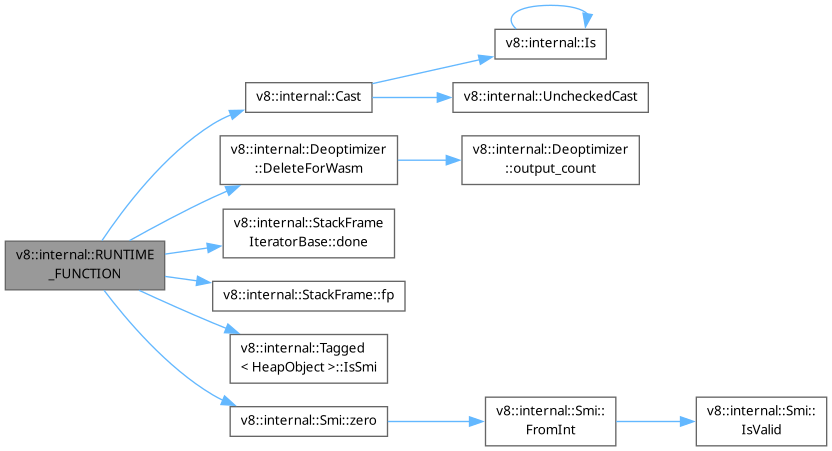 v8::internal::Is
v8::internal::Cast
v8::internal::UncheckedCast
v8::internal::Deoptimizer
::DeleteForWasm
v8::internal::Deoptimizer
::output_count
v8::internal::StackFrame
IteratorBase::done
v8::internal::RUNTIME
_FUNCTION
v8::internal::StackFrame::fp
v8::internal::Tagged
< HeapObject >::IsSmi
v8::internal::Smi::zero
v8::internal::Smi::
FromInt
v8::internal::Smi::
IsValid